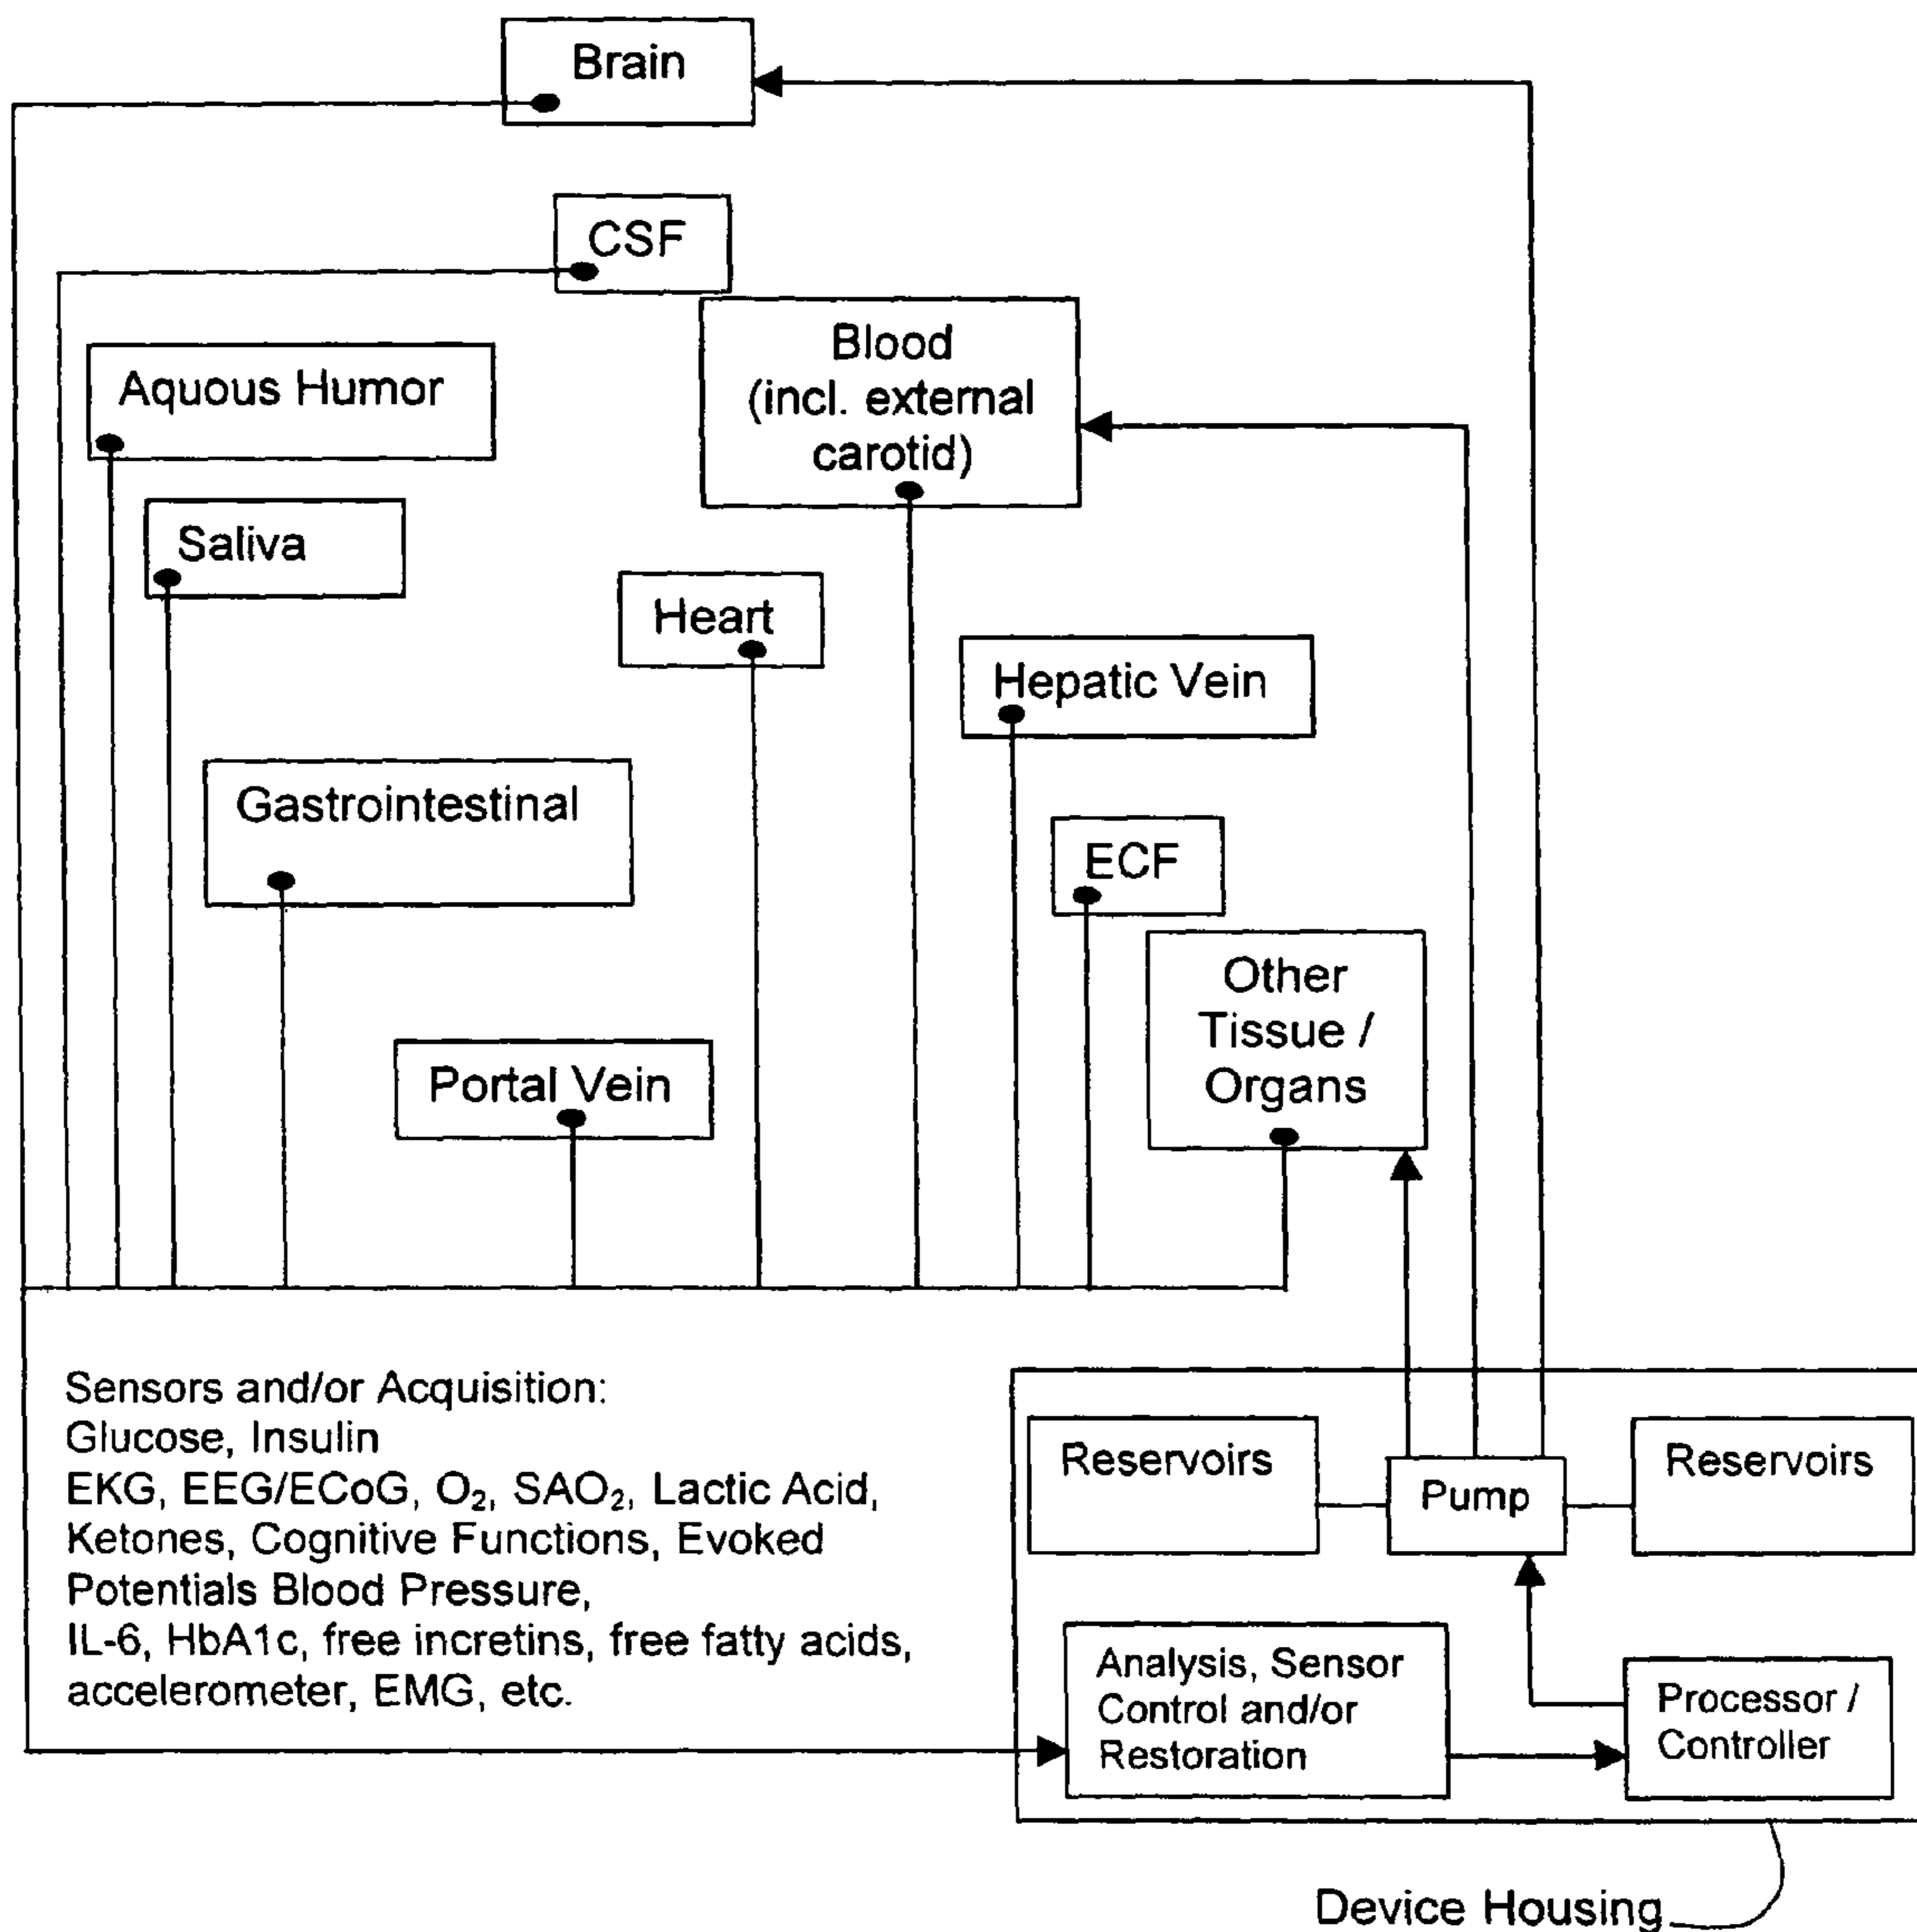 Brain
CSF
Blood
(incl. external
carotid)
Aquous Humor
Saliva
Heart
Hepatic Vein
Gastrointestinal
ECF
Other
Tissue /
Organs
Portal Vein
Sensors and/or Acquisition:
Glucose, Insulin
EKG, EEG/ECoG, O₂, SAO₂, Lactic Acid,
Ketones, Cognitive Functions, Evoked
Potentials Blood Pressure,
IL-6, HbA1c, free incretins, free fatty acids,
accelerometer, EMG, etc.
Reservoirs
Pump
Reservoirs
Analysis, Sensor
Control and/or
Restoration
Processor /
Controller
Device Housing